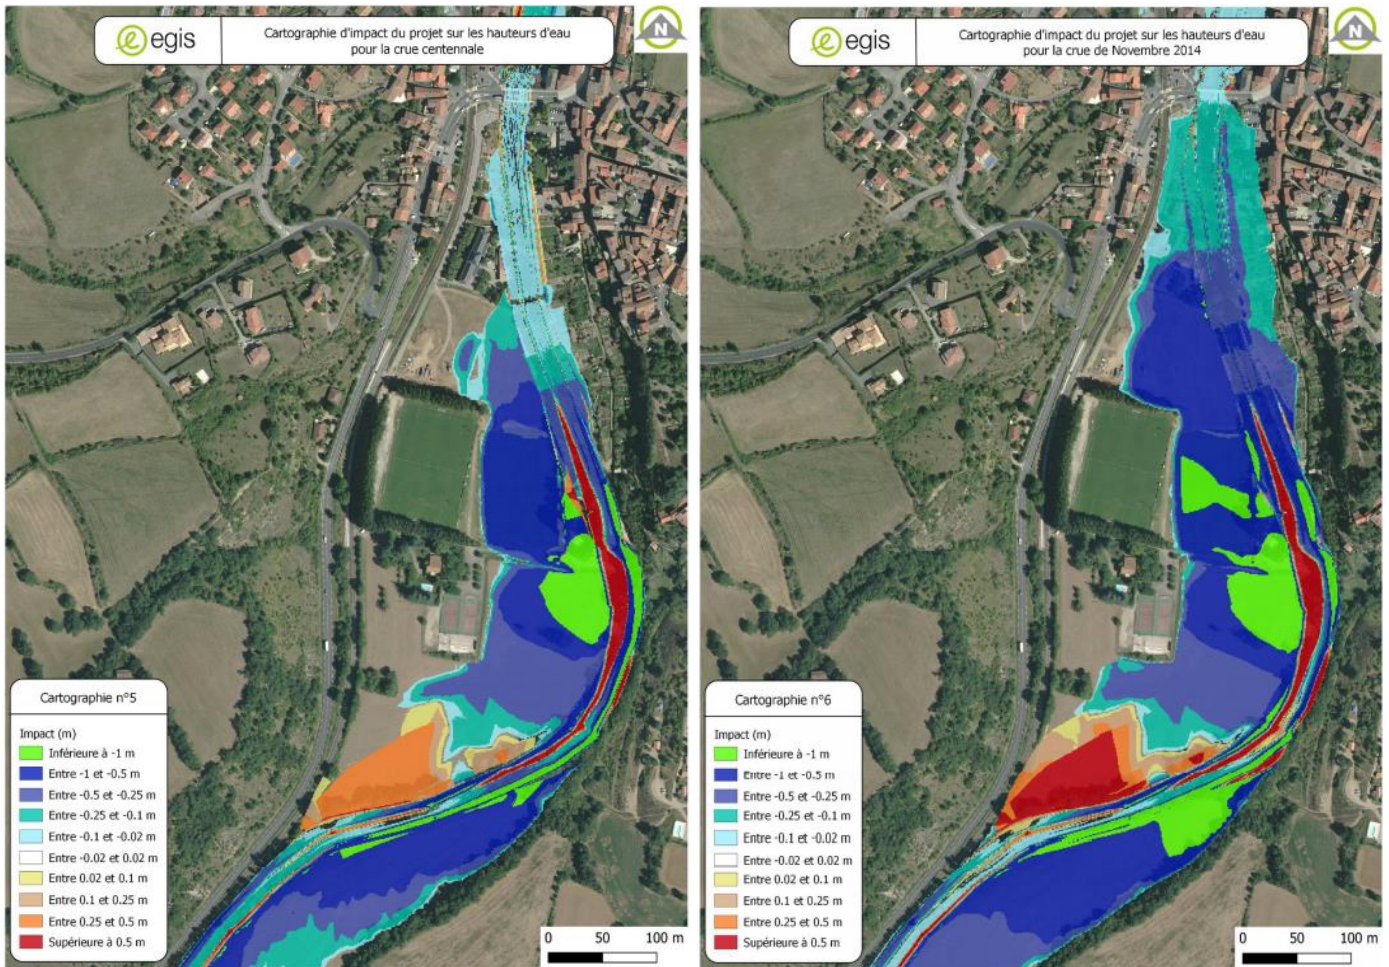 egis
Cartographie d'impact du projet sur les hauteurs d'eau
pour la crue centennale
N
Cartographie n°5
Impact (m)
Inférieure à -1 m
Entre -1 et -0.5 m
Entre -0.5 et -0.25 m
Entre -0.25 et -0.1 m
Entre -0.1 et -0.02 m
Entre -0.02 et 0.02 m
Entre 0.02 et 0.1 m
Entre 0.1 et 0.25 m
Entre 0.25 et 0.5 m
Supérieure à 0.5 m
0 50 100 m
egis
Cartographie d'impact du projet sur les hauteurs d'eau
pour la crue de Novembre 2014
N
Cartographie n°6
Impact (m)
Inférieure à -1 m
Entre -1 et -0.5 m
Entre -0.5 et -0.25 m
Entre -0.25 et -0.1 m
Entre -0.1 et -0.02 m
Entre -0.02 et 0.02 m
Entre 0.02 et 0.1 m
Entre 0.1 et 0.25 m
Entre 0.25 et 0.5 m
Supérieure à 0.5 m
0 50 100 m